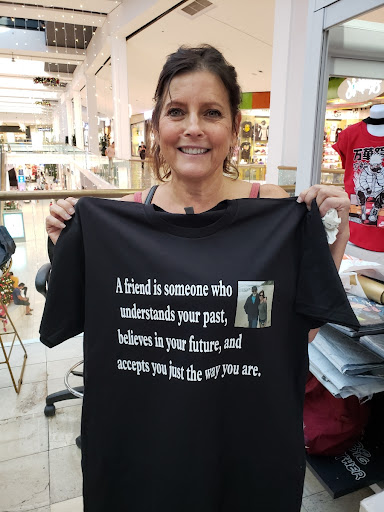 A friend is someone who
understands your past,
believes in your future, and
accepts you just the way you are.